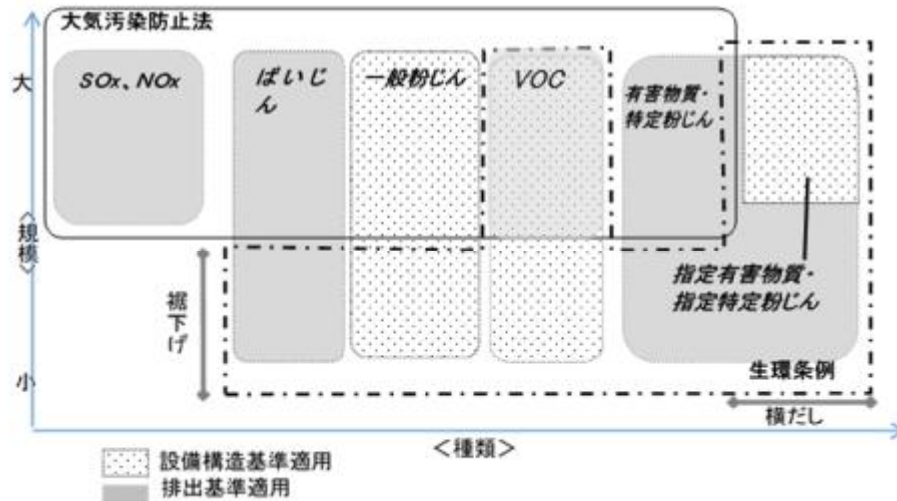 大気汚染防止法
大
SOx、NOx
ばいじ
ん
一般粉じん
VOC
有害物質・
特定粉じん
<規模>
裾下げ
指定有害物質・
指定特定粉じん
小
生環条例
横だし
<種類>
設備構造基準適用
排出基準適用